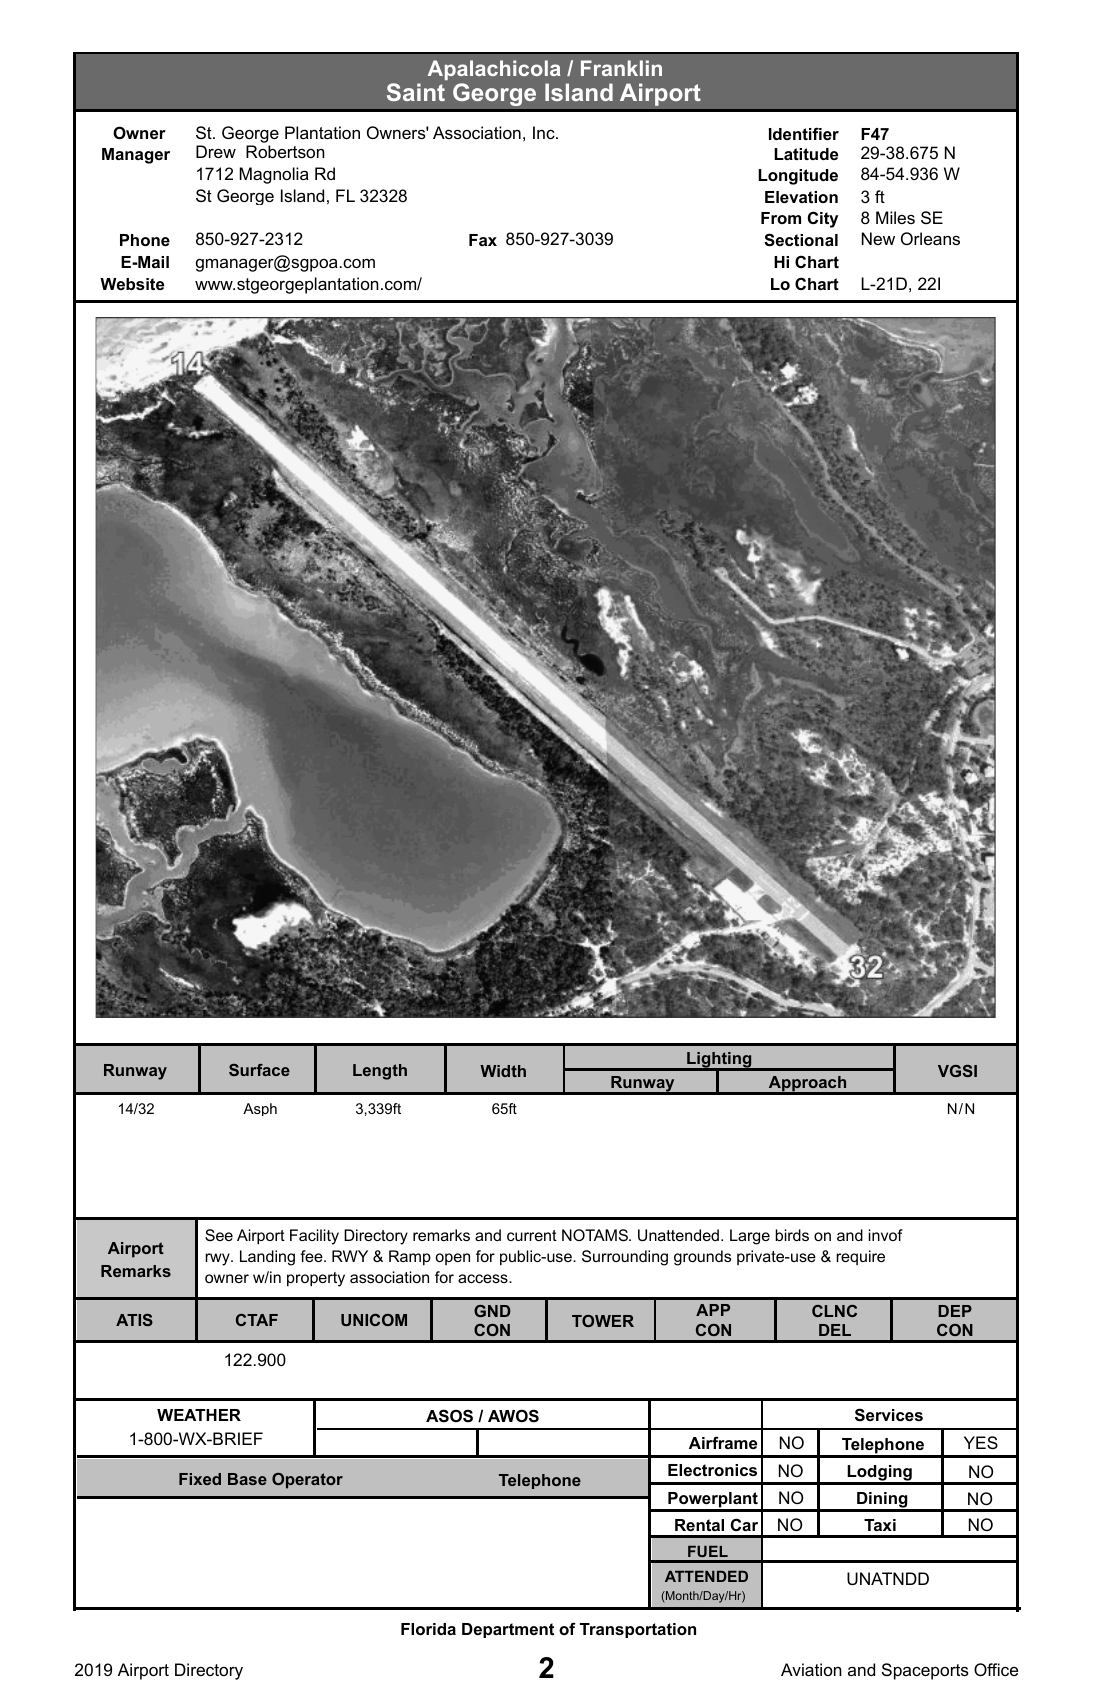 Apalachicola / Franklin
Saint George Island Airport
Owner St. George Plantation Owners' Association, Inc.
Manager Drew Robertson
1712 Magnolia Rd
St George Island, FL 32328
Phone 850-927-2312 Fax 850-927-3039
E-Mail gmanager@sgpoa.com
Website www.stgeorgeplantation.com/
Identifier F47
Latitude 29-38.675 N
Longitude 84-54.936 W
Elevation 3 ft
From City 8 Miles SE
Sectional New Orleans
Hi Chart
Lo Chart L-21D, 22I
14
32
Runway Surface Length Width Lighting VGSI
Runway Approach
14/32 Asph 3,339ft 65ft N/N
Airport Remarks
See Airport Facility Directory remarks and current NOTAMS. Unattended. Large birds on and invof
rwy. Landing fee. RWY & Ramp open for public-use. Surrounding grounds private-use & require
owner w/in property association for access.
ATIS CTAF UNICOM GND CON TOWER APP CON CLNC DEL DEP CON
122.900
WEATHER ASOS / AWOS Services
1-800-WX-BRIEF
Airframe NO Telephone YES
Electronics NO Lodging NO
Powerplant NO Dining NO
Rental Car NO Taxi NO
Fixed Base Operator Telephone
FUEL
ATTENDED UNATNDD
(Month/Day/Hr)
Florida Department of Transportation
2019 Airport Directory 2 Aviation and Spaceports Office